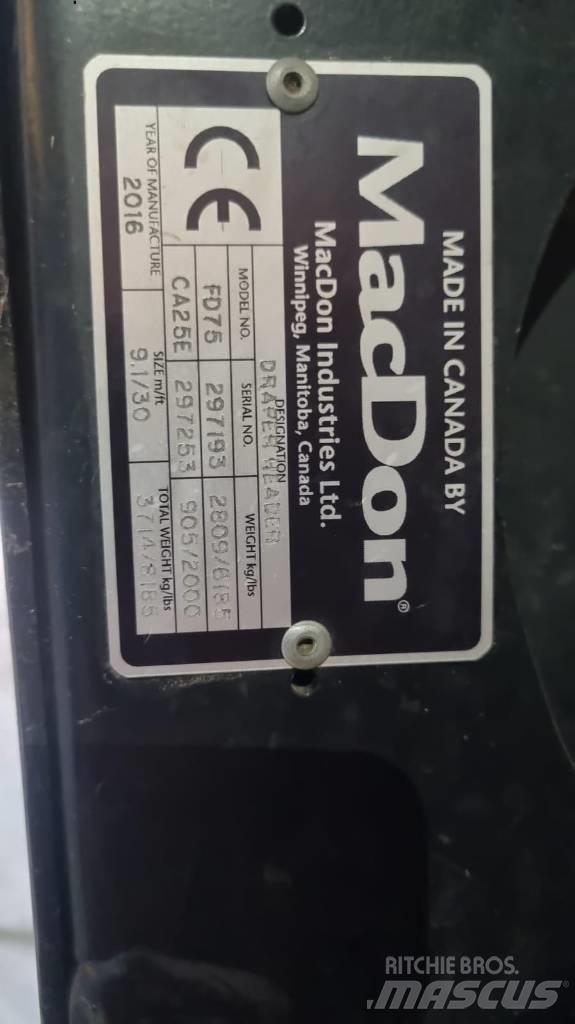 MADE IN CANADA BY
MacDon®
MacDon Industries Ltd.
Winnipeg, Manitoba, Canada
CE
DESIGNATION
DRAPER HEADER
MODEL NO. SERIAL NO. WEIGHT kg/lbs
FD75 297193 2809/6185
CA25E 297253 905/2000
YEAR OF MANUFACTURE SIZE m/ft TOTAL WEIGHT kg/lbs
2016 9.1/30 3714/8185
RITCHIE BROS.
MASCUS